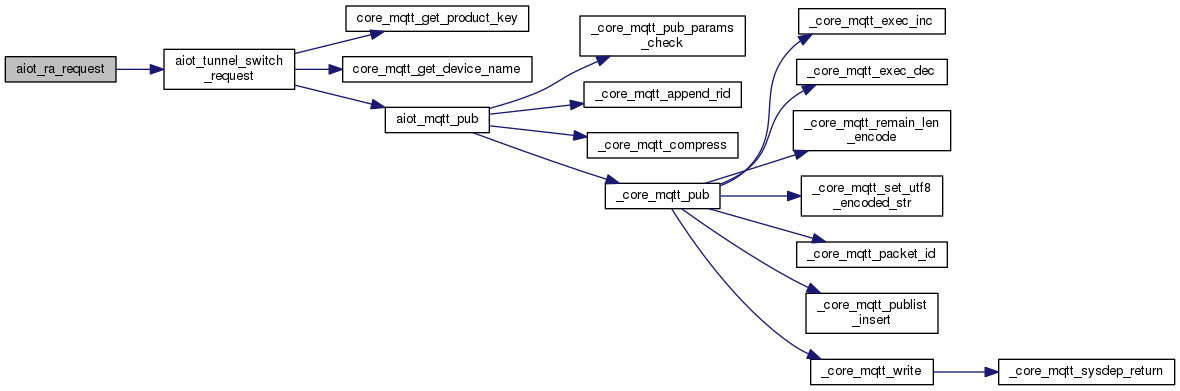 aiot_ra_request
aiot_tunnel_switch
_request
core_mqtt_get_product_key
core_mqtt_get_device_name
aiot_mqtt_pub
_core_mqtt_pub_params
_check
_core_mqtt_append_rid
_core_mqtt_compress
_core_mqtt_pub
_core_mqtt_exec_inc
_core_mqtt_exec_dec
_core_mqtt_remain_len
_encode
_core_mqtt_set_utf8
_encoded_str
_core_mqtt_packet_id
_core_mqtt_publist
_insert
_core_mqtt_write
_core_mqtt_sysdep_return